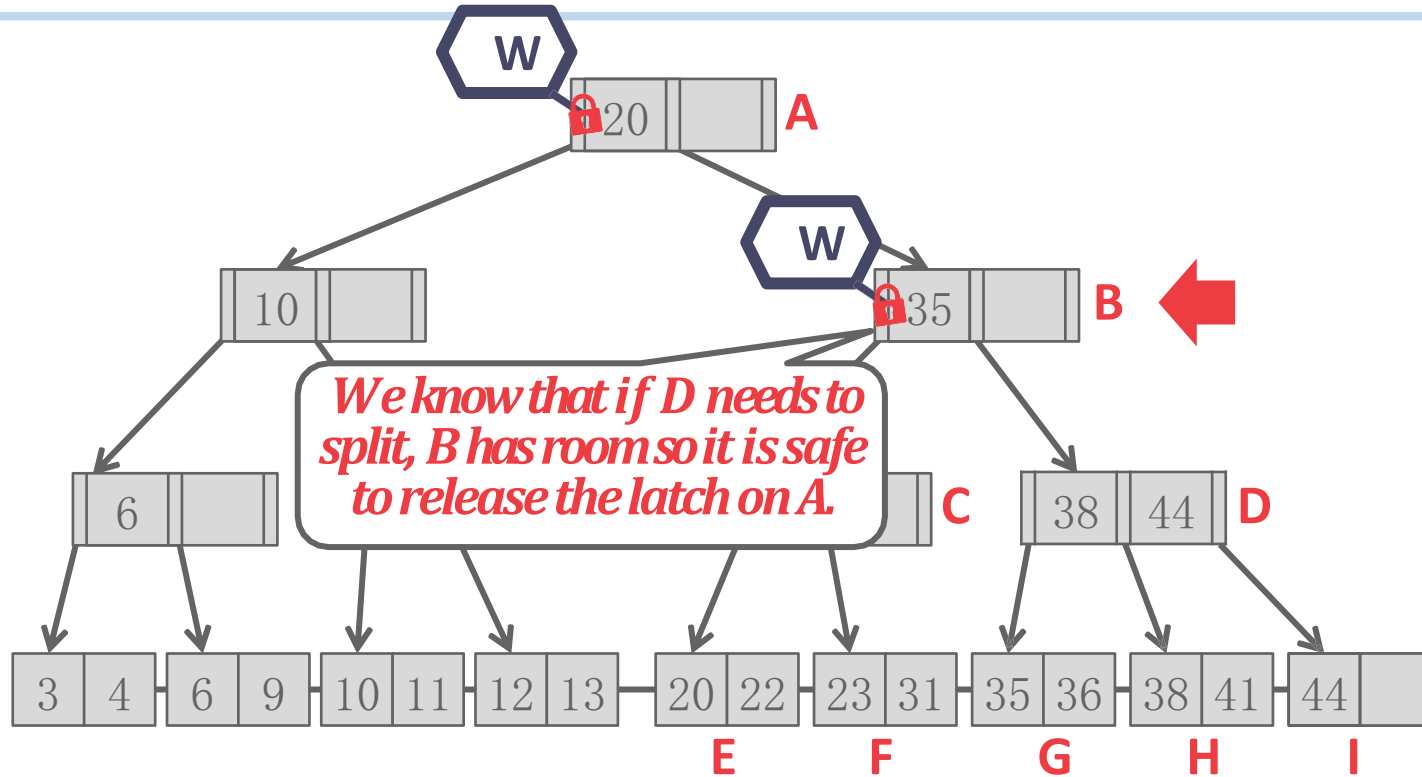 W
20
A
W
10
35
B
We know that if D needs to
split, B has room so it is safe
to release the latch on A.
6
C
38 44
D
3 4 6 9 10 11 12 13 20 22 23 31 35 36 38 41 44
E F G H I